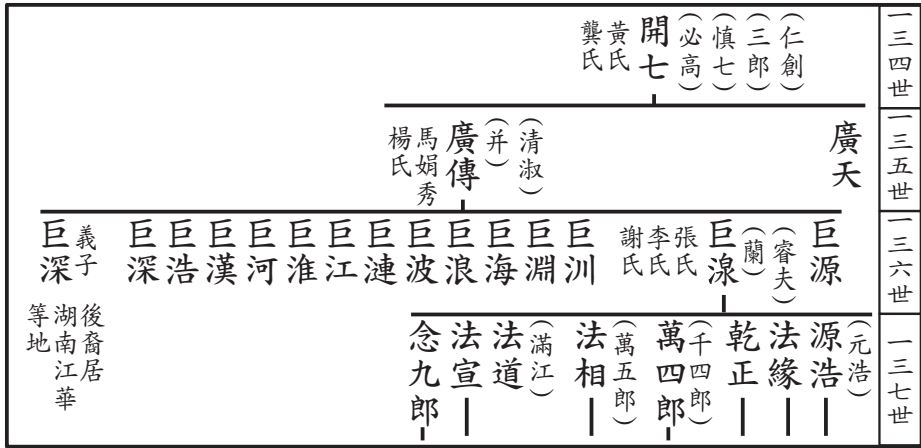 一三四世
（仁創）
（三郎）
（慎七）
（必高）
開七
黃氏
龔氏
一三五世
廣天
（清淑）
（并）
廣傳
馬娟秀
楊氏
一三六世
巨源
（睿夫）
（蘭）
巨湶
張氏
李氏
謝氏
巨汌
巨淵
巨海
巨浪
巨波
巨漣
巨江
巨淮
巨河
巨漢
巨浩
巨深
義子
巨深
後裔居
湖南江華
等地
一三七世
（元浩）
源浩
法緣
乾正
（千四郎）
萬四郎
（萬五郎）
法相
（滿江）
法道
法宣
念九郎